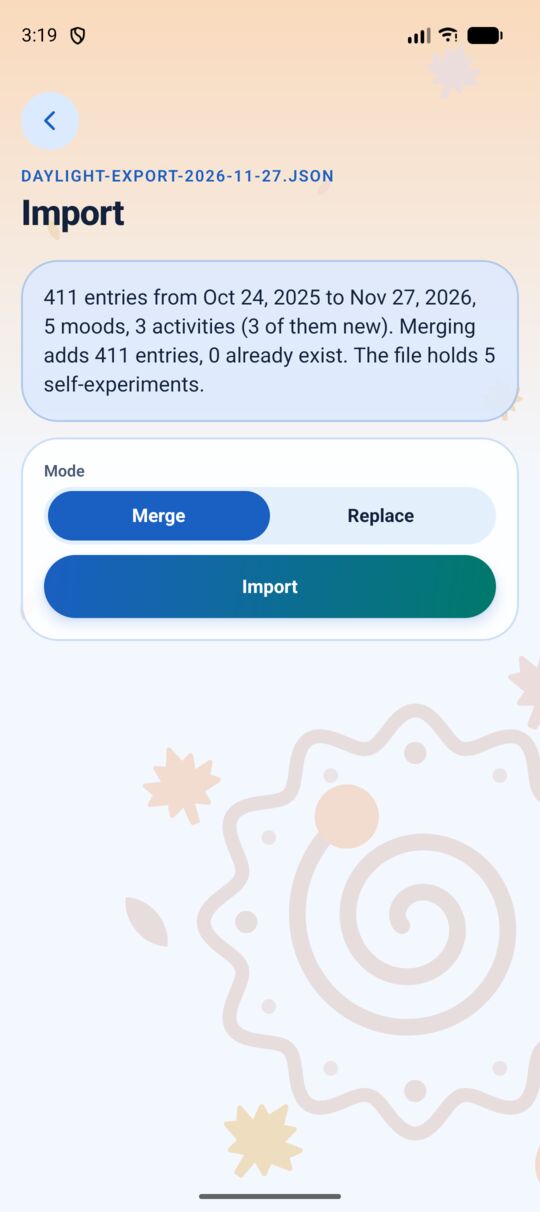 3:19
DAYLIGHT-EXPORT-2026-11-27.JSON
Import
411 entries from Oct 24, 2025 to Nov 27, 2026,
5 moods, 3 activities (3 of them new). Merging
adds 411 entries, 0 already exist. The file holds 5
self-experiments.
Mode
Merge
Replace
Import